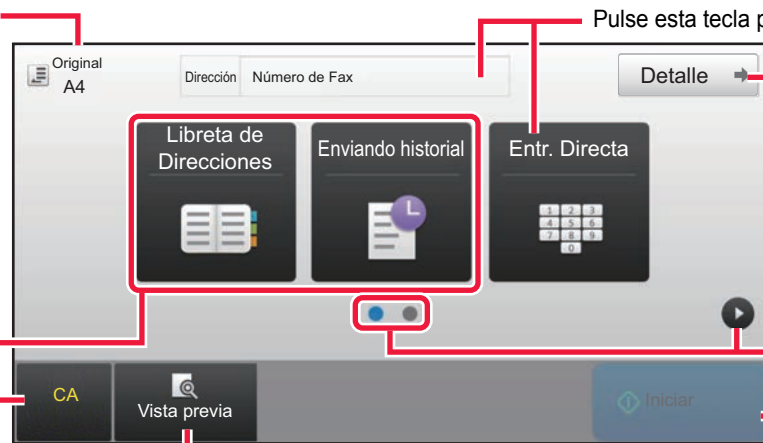 Pulse esta tecla p
Original
A4
Dirección
Número de Fax
Detalle
Libreta de
Direcciones
Enviando historial
Entr. Directa
1 2 3
4 5 6
7 8 9
0
CA
Vista previa
Iniciar